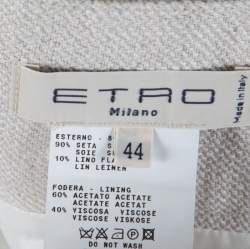 ETRO
Milano
Made in Italy
ESTERNO -
90% SETA
SOIE
10% LINO
LIN LEINEN
44
FODERA - LINING
60% ACETATO ACETATE
ACETATE ACETAT
40% VISCOSA VISCOSE
VISCOSE VISKOSE
DO NOT WASH